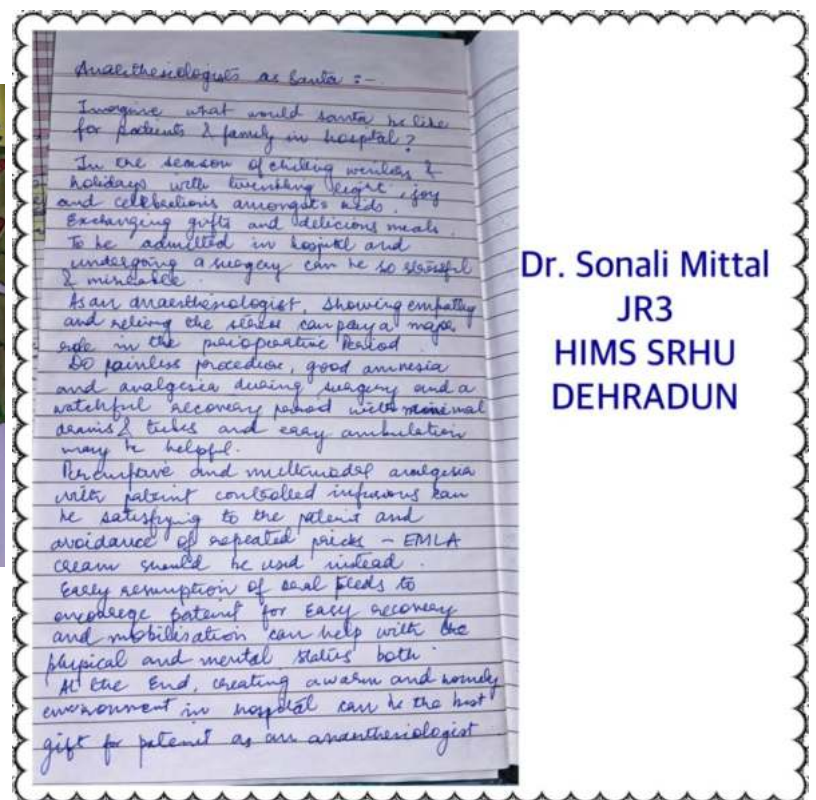 Anaesthesiologists as Santa :-
Imagine what would santa be like
for patients & family in hospital?
In the season of chilling winters &
holidays with twinkling light, joy
and celebrations amongsts kids.
Exchanging gifts and delicious meals.
To be admitted in hospital and
undergoing a surgery can be so stressful
& miserable.
As an anaesthesiologist, showing empathy
and reliving the stress can play a major
role in the perioperative Period
Do painless procedure, good amnesia
and analgesia during surgery and a
watchful recovery period with minimal
drains & tubes and easy ambulation
may be helpful.
and multimodal analgesia
with patient controlled infusions can
be satisfying to the patient and
avoidance of repeated pricks - EMLA
cream should be used instead.
Early resumption of oral feeds to
encourage patient for Easy recovery
and mobilisation can help with the
physical and mental status both.
At the End, creating a warm and homely
environment in hospital can be the best
gift for patient as an
Dr. Sonali Mittal
JR3
HIMS SRHU
DEHRADUN